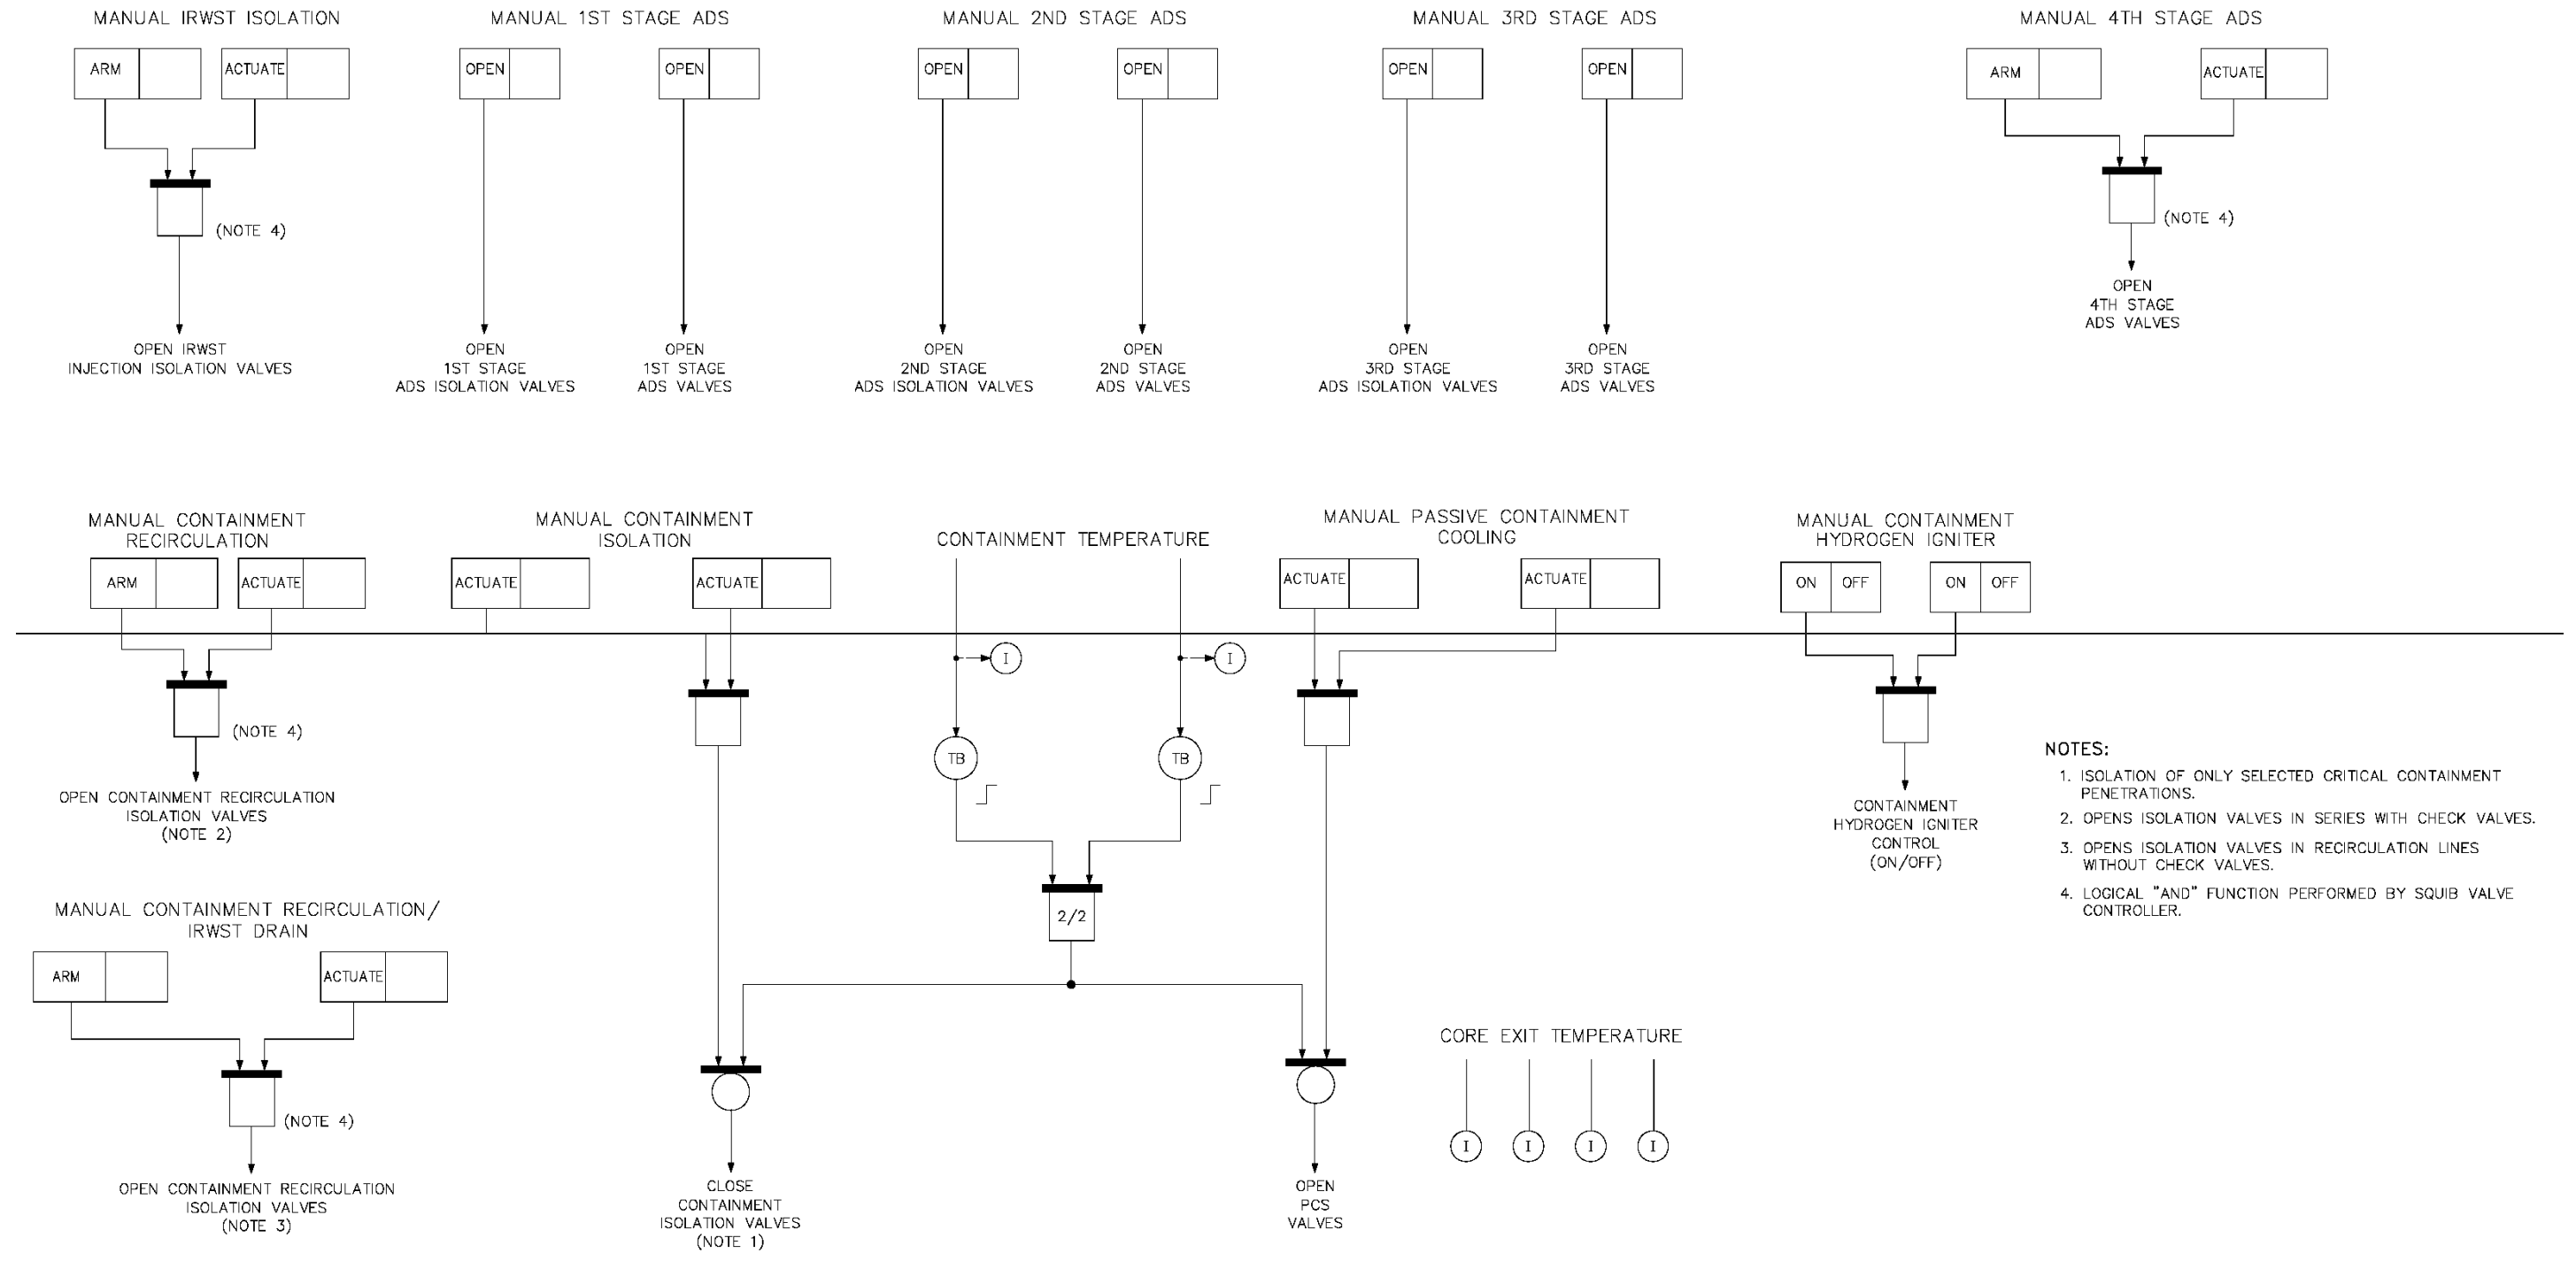 MANUAL IRWST ISOLATION
ARM
ACTUATE
(NOTE 4)
OPEN IRWST
INJECTION ISOLATION VALVES
MANUAL 1ST STAGE ADS
OPEN
OPEN
OPEN
1ST STAGE
ADS ISOLATION VALVES
OPEN
1ST STAGE
ADS VALVES
MANUAL 2ND STAGE ADS
OPEN
OPEN
OPEN
2ND STAGE
ADS ISOLATION VALVES
OPEN
2ND STAGE
ADS VALVES
MANUAL 3RD STAGE ADS
OPEN
OPEN
OPEN
3RD STAGE
ADS ISOLATION VALVES
OPEN
3RD STAGE
ADS VALVES
MANUAL 4TH STAGE ADS
ARM
ACTUATE
(NOTE 4)
OPEN
4TH STAGE
ADS VALVES
MANUAL CONTAINMENT
RECIRCULATION
ARM
ACTUATE
(NOTE 4)
OPEN CONTAINMENT RECIRCULATION
ISOLATION VALVES
(NOTE 2)
MANUAL CONTAINMENT
ISOLATION
ACTUATE
ACTUATE
CONTAINMENT TEMPERATURE
I
I
TB
TB
2/2
MANUAL PASSIVE CONTAINMENT
COOLING
ACTUATE
ACTUATE
MANUAL CONTAINMENT
HYDROGEN IGNITER
ON
OFF
ON
OFF
CONTAINMENT
HYDROGEN IGNITER
CONTROL
(ON/OFF)
NOTES:
1. ISOLATION OF ONLY SELECTED CRITICAL CONTAINMENT
PENETRATIONS.
2. OPENS ISOLATION VALVES IN SERIES WITH CHECK VALVES.
3. OPENS ISOLATION VALVES IN RECIRCULATION LINES
WITHOUT CHECK VALVES.
4. LOGICAL "AND" FUNCTION PERFORMED BY SQUIB VALVE
CONTROLLER.
MANUAL CONTAINMENT RECIRCULATION/
IRWST DRAIN
ARM
ACTUATE
(NOTE 4)
OPEN CONTAINMENT RECIRCULATION
ISOLATION VALVES
(NOTE 3)
CLOSE
CONTAINMENT
ISOLATION VALVES
(NOTE 1)
OPEN
PCS
VALVES
CORE EXIT TEMPERATURE
I
I
I
I